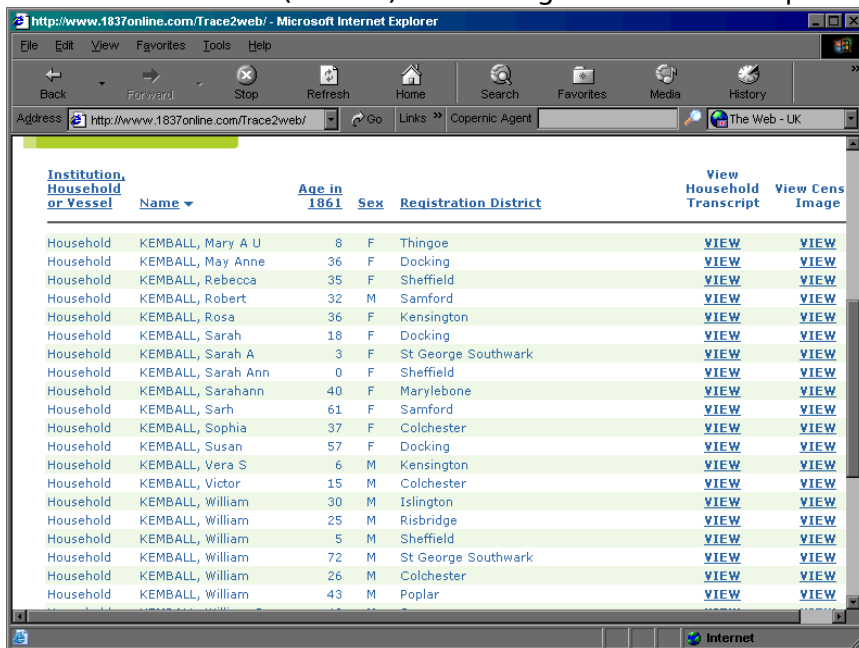 http://www.1837online.com/Trace2web/ - Microsoft Internet Explorer
File Edit View Favorites Tools Help
Back Forward Stop Refresh Home Search Favorites Media History »
Address http://www.1837online.com/Trace2web/ Go Links » Copernic Agent The Web - UK
Institution, Household or Vessel Name Age in 1861 Sex Registration District View Household Transcript View Cens Image
Household KEMBALL, Mary A U 8 F Thingoe VIEW VIEW
Household KEMBALL, May Anne 36 F Docking VIEW VIEW
Household KEMBALL, Rebecca 35 F Sheffield VIEW VIEW
Household KEMBALL, Robert 32 M Samford VIEW VIEW
Household KEMBALL, Rosa 36 F Kensington VIEW VIEW
Household KEMBALL, Sarah 18 F Docking VIEW VIEW
Household KEMBALL, Sarah A 3 F St George Southwark VIEW VIEW
Household KEMBALL, Sarah Ann 0 F Sheffield VIEW VIEW
Household KEMBALL, Sarahann 40 F Marylebone VIEW VIEW
Household KEMBALL, Sarh 61 F Samford VIEW VIEW
Household KEMBALL, Sophia 37 F Colchester VIEW VIEW
Household KEMBALL, Susan 57 F Docking VIEW VIEW
Household KEMBALL, Vera S 6 M Kensington VIEW VIEW
Household KEMBALL, Victor 15 M Colchester VIEW VIEW
Household KEMBALL, William 30 M Islington VIEW VIEW
Household KEMBALL, William 25 M Risbridge VIEW VIEW
Household KEMBALL, William 5 M Sheffield VIEW VIEW
Household KEMBALL, William 72 M St George Southwark VIEW VIEW
Household KEMBALL, William 26 M Colchester VIEW VIEW
Household KEMBALL, William 43 M Poplar VIEW VIEW
Internet